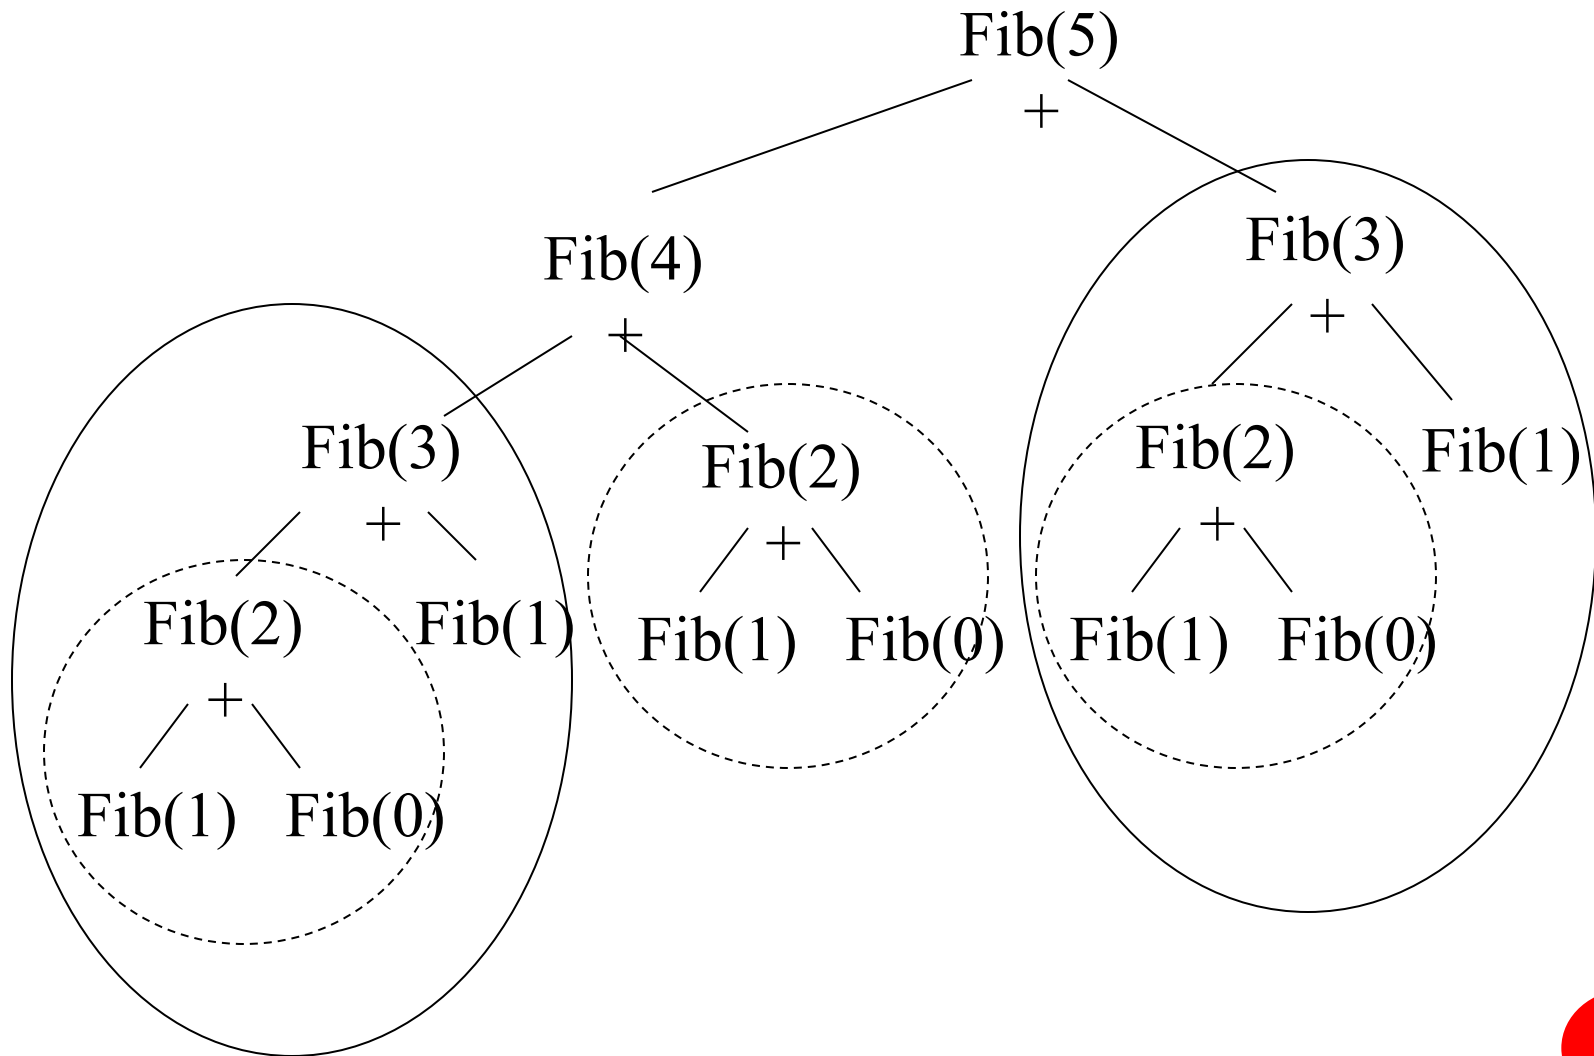 Fib(5)
+
Fib(4)
+
Fib(3)
+
Fib(3)
+
Fib(2)
+
Fib(2)
+
Fib(1)
Fib(2)
+
Fib(1)
Fib(1)
Fib(0)
Fib(1)
Fib(0)
Fib(1)
Fib(0)